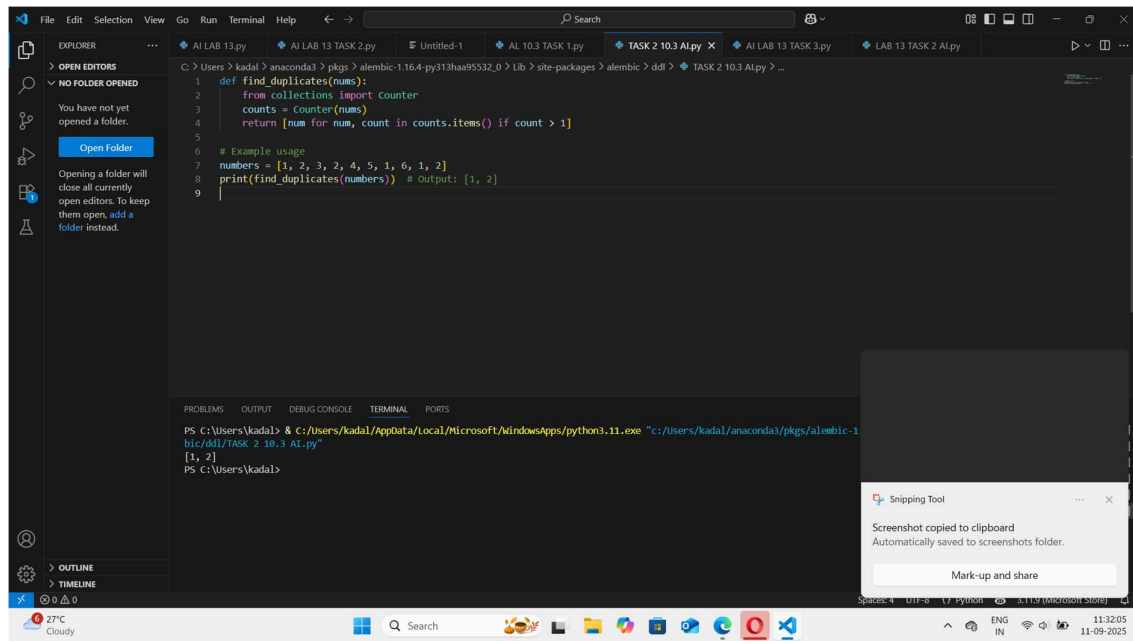 File Edit Selection View Go Run Terminal Help
Search
EXPLORER
OPEN EDITORS
NO FOLDER OPENED
You have not yet
opened a folder.
Open Folder
Opening a folder will
close all currently
open editors. To keep
them open, add a
folder instead.
OUTLINE
TIMELINE
AI LAB 13.py AI LAB 13 TASK 2.py Untitled-1 AL 10.3 TASK 1.py TASK 2 10.3 AI.py AI LAB 13 TASK 3.py LAB 13 TASK 2 AI.py
C: > Users > kadal > anaconda3 > pkgs > alembic-1.16.4-py313haa95532_0 > Lib > site-packages > alembic > ddl > TASK 2 10.3 AI.py > ...
1 def find_duplicates(nums):
2 from collections import Counter
3 counts = Counter(nums)
4 return [num for num, count in counts.items() if count > 1]
5
6 # Example usage
7 numbers = [1, 2, 3, 2, 4, 5, 1, 6, 1, 2]
8 print(find_duplicates(numbers)) # Output: [1, 2]
9
PROBLEMS OUTPUT DEBUG CONSOLE TERMINAL PORTS
PS C:\Users\kadal> & C:/Users/kadal/AppData/Local/Microsoft/WindowsApps/python3.11.exe "c:/Users/kadal/anaconda3/pkgs/alembic-1
bic/ddl/TASK 2 10.3 AI.py"
[1, 2]
PS C:\Users\kadal>
Snipping Tool
Screenshot copied to clipboard
Automatically saved to screenshots folder.
Mark-up and share
0 0 Spaces: 4 UTF-8 Python 3.11.9 (Microsoft Store)
6 27°C
Cloudy
Search
ENG
IN
11:32:05
11-09-2025